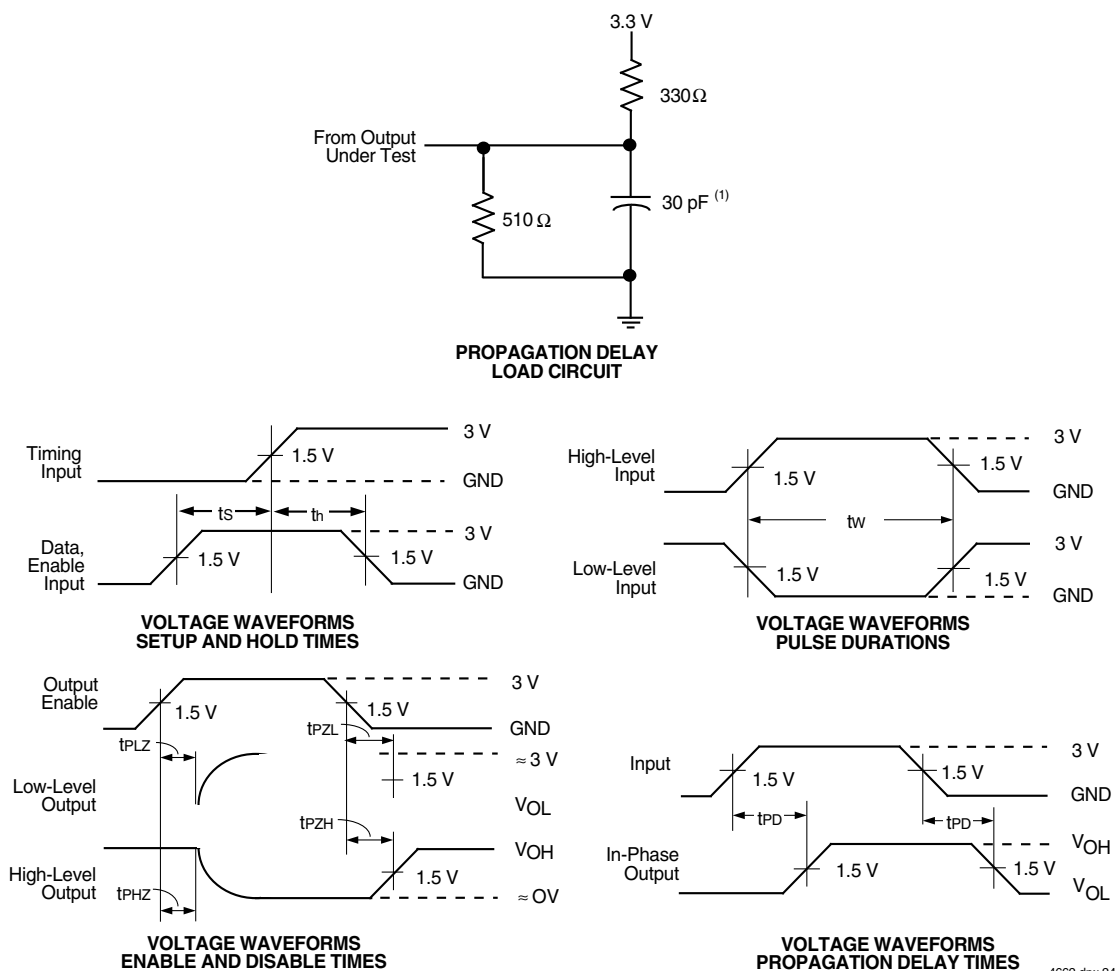 3.3 V
330Ω
From Output
Under Test
30 pF (1)
510 Ω
PROPAGATION DELAY
LOAD CIRCUIT
Timing
Input
3 V
1.5 V
GND
tS
th
Data,
Enable
Input
3 V
1.5 V
1.5 V
GND
VOLTAGE WAVEFORMS
SETUP AND HOLD TIMES
High-Level
Input
3 V
1.5 V
1.5 V
GND
tW
Low-Level
Input
3 V
1.5 V
1.5 V
GND
VOLTAGE WAVEFORMS
PULSE DURATIONS
Output
Enable
3 V
1.5 V
1.5 V
GND
tPLZ
tPZL
≈ 3 V
Low-Level
Output
1.5 V
VOL
tPZH
VOH
High-Level
Output
tPHZ
1.5 V
≈ OV
VOLTAGE WAVEFORMS
ENABLE AND DISABLE TIMES
Input
3 V
1.5 V
1.5 V
GND
tPD
tPD
VOH
In-Phase
Output
1.5 V
1.5 V
VOL
VOLTAGE WAVEFORMS
PROPAGATION DELAY TIMES